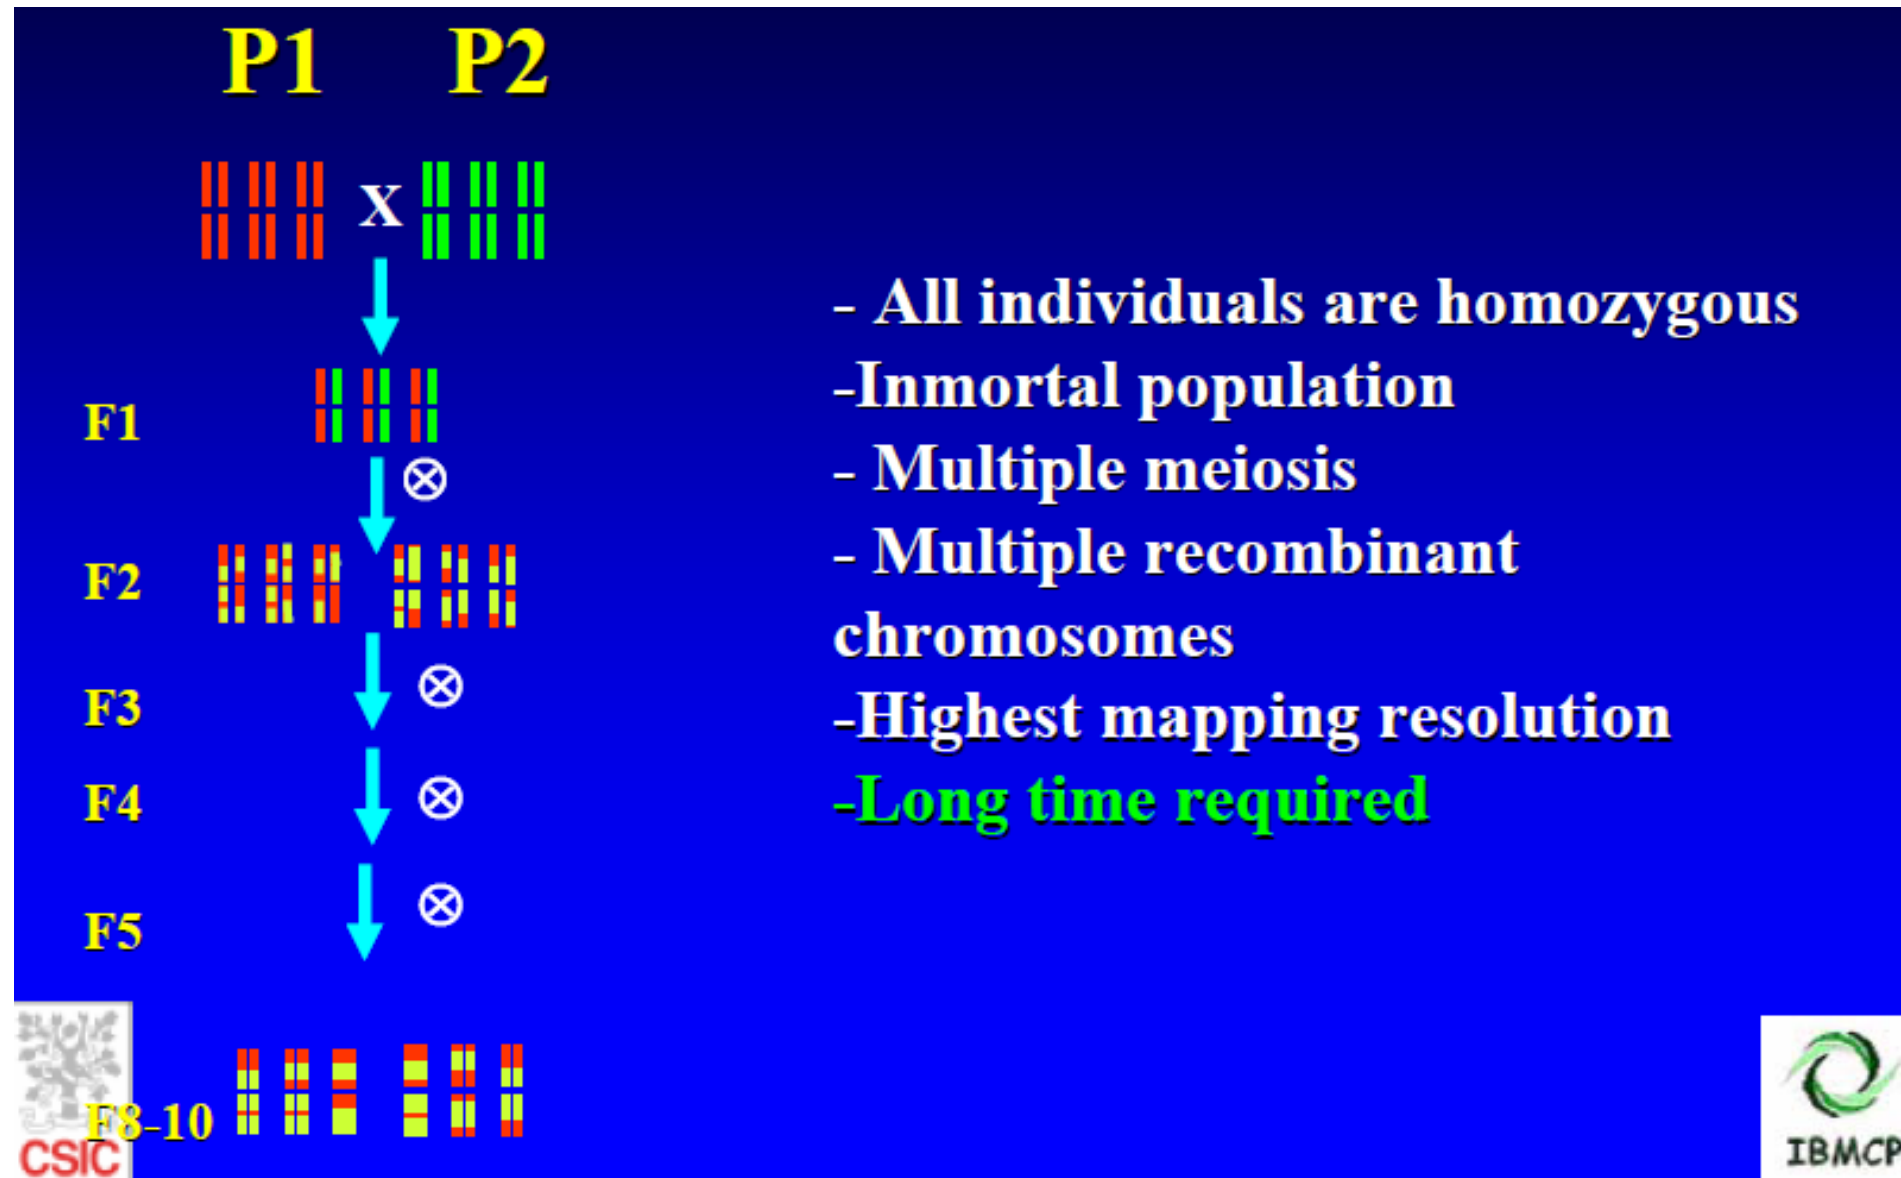 P1 P2
X
F1
F2
F3
F4
F5
F8-10
- All individuals are homozygous
-Inmortal population
- Multiple meiosis
- Multiple recombinant
chromosomes
-Highest mapping resolution
-Long time required
CSIC
IBMCP